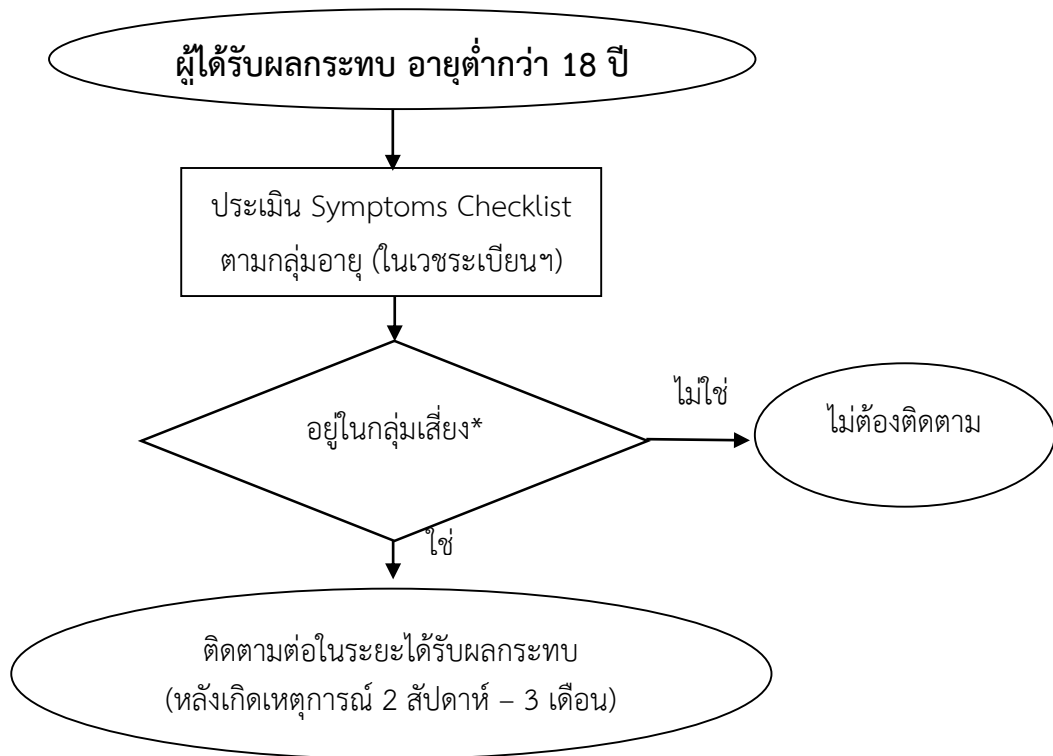 ผู้ได้รับผลกระทบ อายุต่ำกว่า 18 ปี
ประเมิน Symptoms Checklist
ตามกลุ่มอายุ (ในเวชระเบียนฯ)
อยู่ในกลุ่มเสี่ยง*
ไม่ใช่
ไม่ต้องติดตาม
ใช่
ติดตามต่อในระยะได้รับผลกระทบ
(หลังเกิดเหตุการณ์ 2 สัปดาห์ – 3 เดือน)